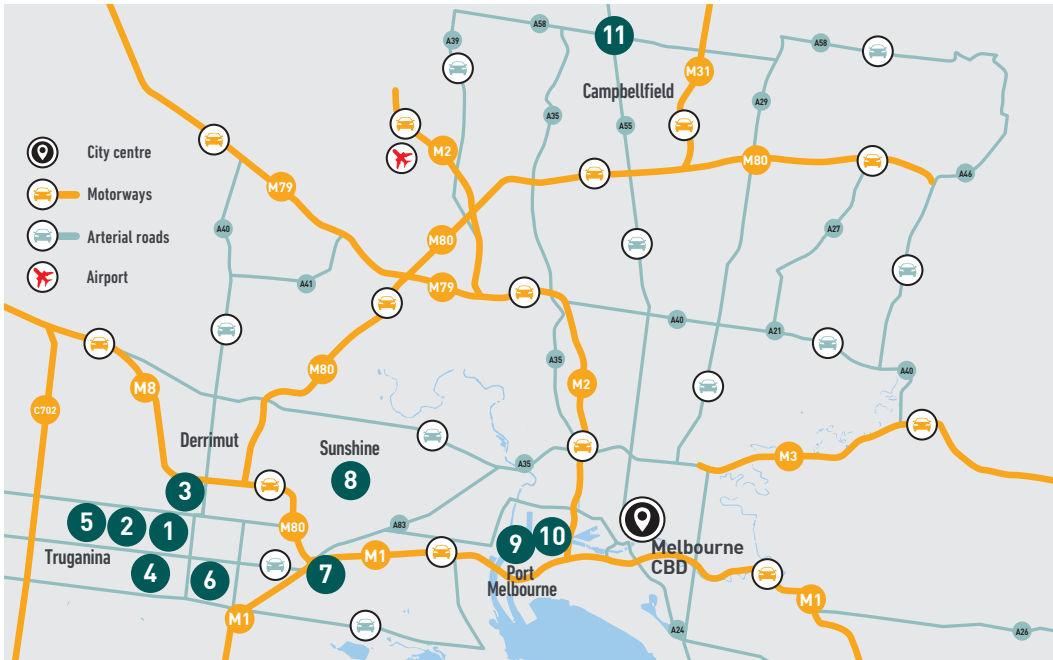 A58
11
A39
A58
Campbellfield
M31
A29
A35
A55
City centre
M2
M80
M79
A46
Motorways
A40
A27
Arterial roads
M80
Airport
A41
M79
A40
A21
A35
M80
M2
A40
M8
C702
Derrimut
Sunshine
M3
A35
8
3
5
2
1
M80
A83
9
10
Truganina
4
6
7
M1
Port
Melbourne
Melbourne
CBD
M1
M1
A24
A26